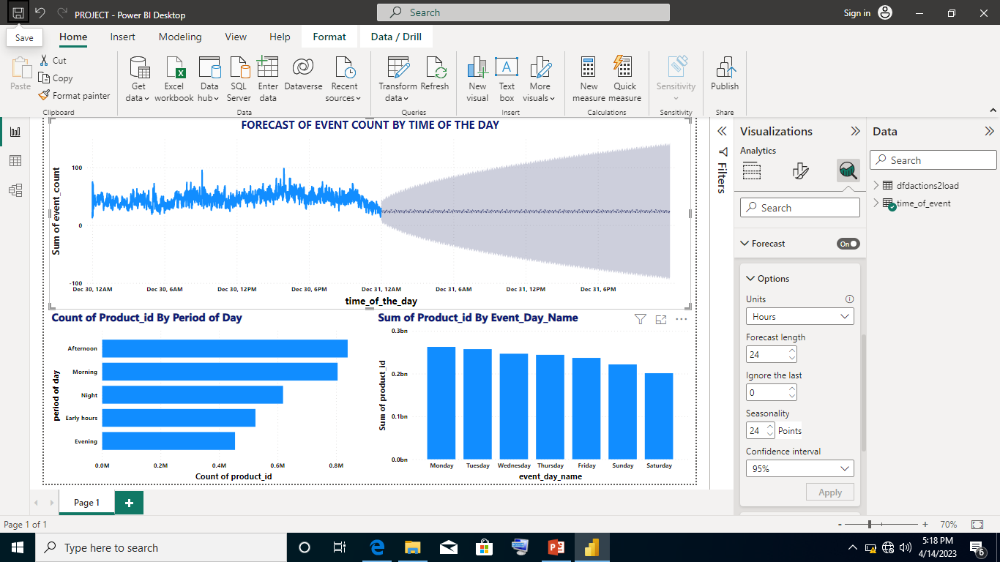 PROJECT - Power BI Desktop
Search
Sign in
Save
Home Insert Modeling View Help Format Data / Drill
Paste
Cut
Copy
Format painter
Clipboard
Get data
Excel workbook
Data hub
SQL Server
Enter data
Dataverse
Recent sources
Data
Transform data
Refresh
Queries
New visual
Text box
More visuals
Insert
New measure
Quick measure
Calculations
Sensitivity
Sensitivity
Publish
Share
FORECAST OF EVENT COUNT BY TIME OF THE DAY
Sum of event_count
100
0
-100
Dec 30, 12AM Dec 30, 6AM Dec 30, 12PM Dec 30, 6PM Dec 31, 12AM Dec 31, 6AM Dec 31, 12PM Dec 31, 6PM
time_of_the_day
Count of Product_id By Period of Day
period of day
Afternoon
Morning
Night
Early hours
Evening
0.0M 0.2M 0.4M 0.6M 0.8M
Count of product_id
Sum of Product_id By Event_Day_Name
Sum of product_id
0.3bn
0.2bn
0.1bn
0.0bn
Monday Tuesday Wednesday Thursday Friday Sunday Saturday
event_day_name
Filters
Visualizations
Analytics
Search
Forecast
On
Options
Units
Hours
Forecast length
24
Ignore the last
0
Seasonality
24 Points
Confidence interval
95%
Apply
Data
Search
dfdactions2load
time_of_event
Page 1
Page 1 of 1
- + 70%
Type here to search
5:18 PM
4/14/2023
6